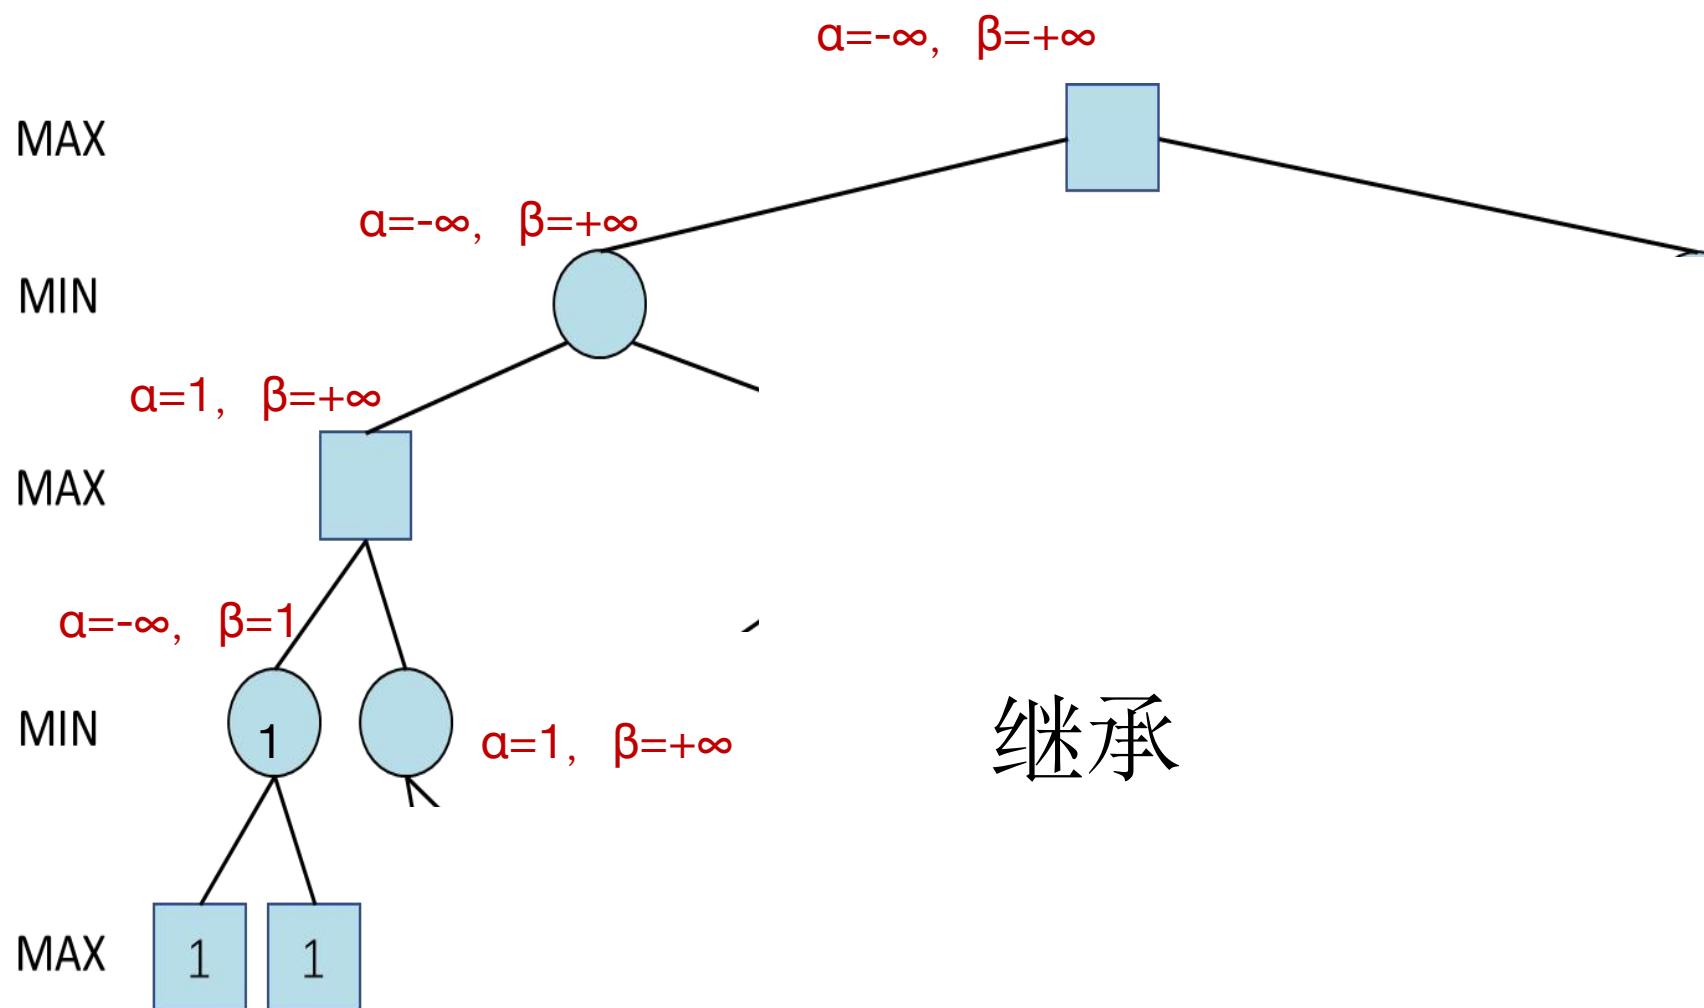 α=-∞, β=+∞
MAX
α=-∞, β=+∞
MIN
α=1, β=+∞
MAX
α=-∞, β=1
MIN
1
α=1, β=+∞
继承
MAX
1
1